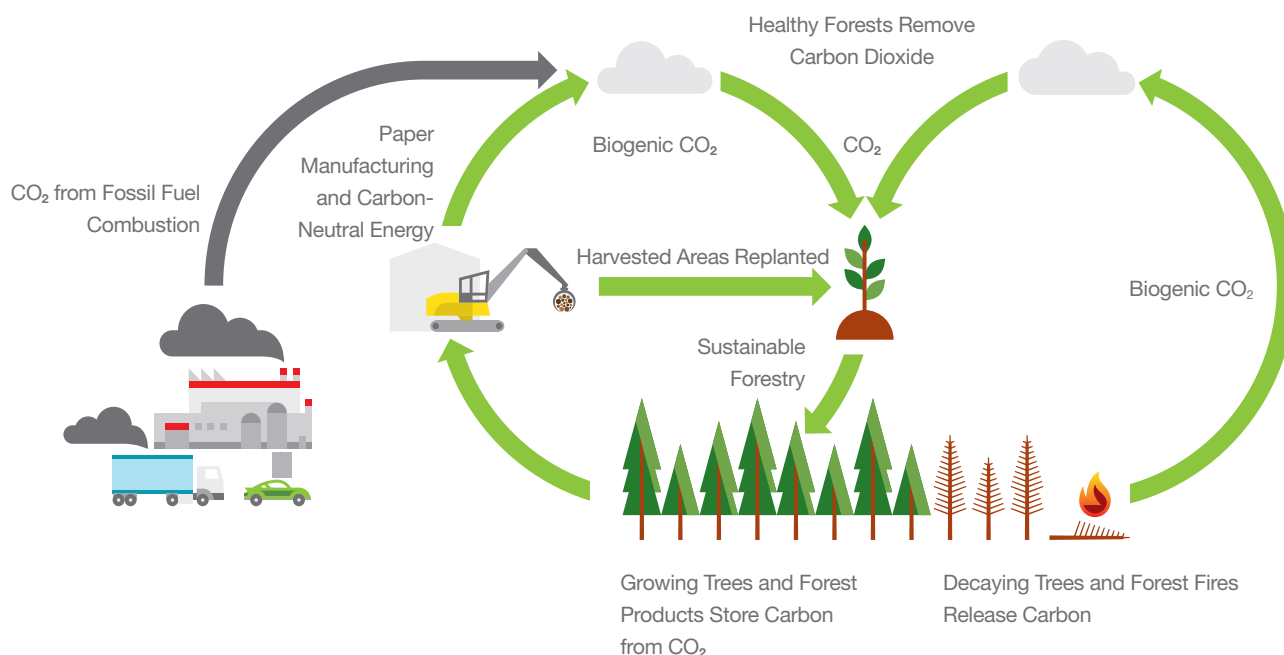 Healthy Forests Remove
Carbon Dioxide
Paper
Manufacturing
and Carbon-
Neutral Energy
Biogenic CO₂
CO₂
CO₂ from Fossil Fuel
Combustion
Harvested Areas Replanted
Biogenic CO₂
Sustainable
Forestry
Growing Trees and Forest
Products Store Carbon
from CO₂
Decaying Trees and Forest Fires
Release Carbon